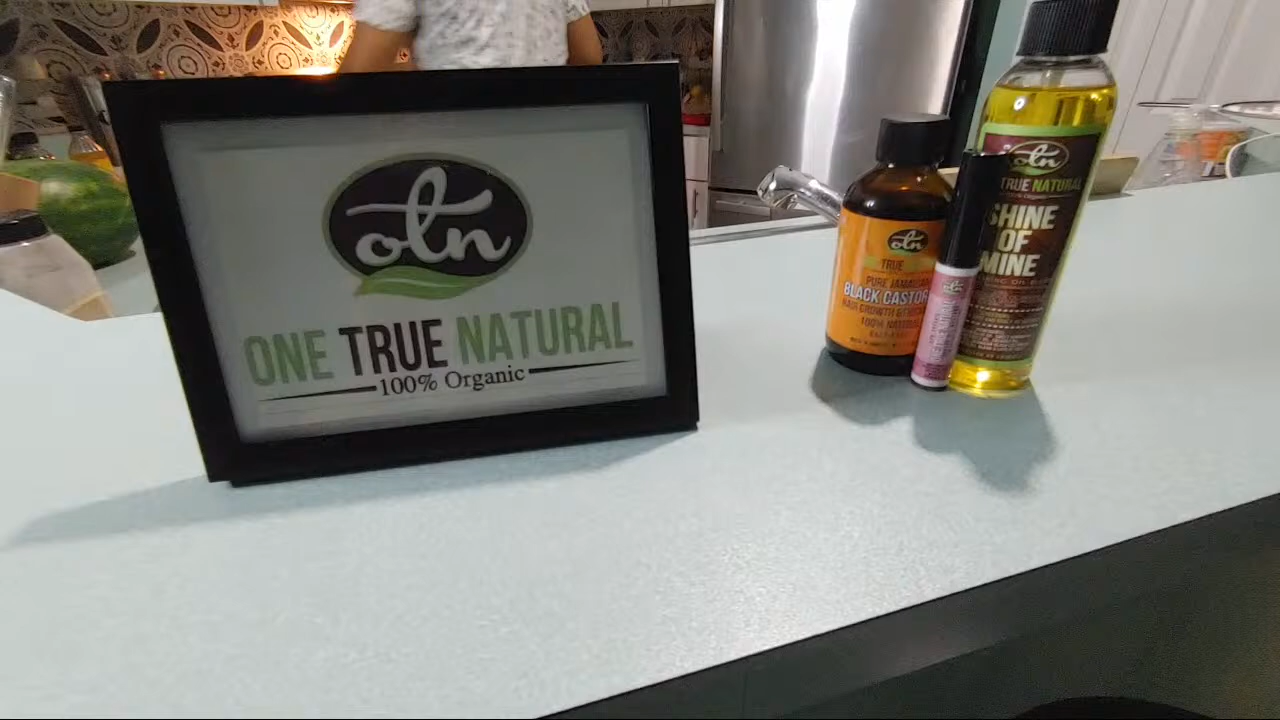 otn
ONE TRUE NATURAL
100% Organic
otn
TRUE
PURE JAMAICAN
BLACK CASTOR
100% NATURAL
otn
otn
TRUE NATURAL
SHINE
OF
MINE